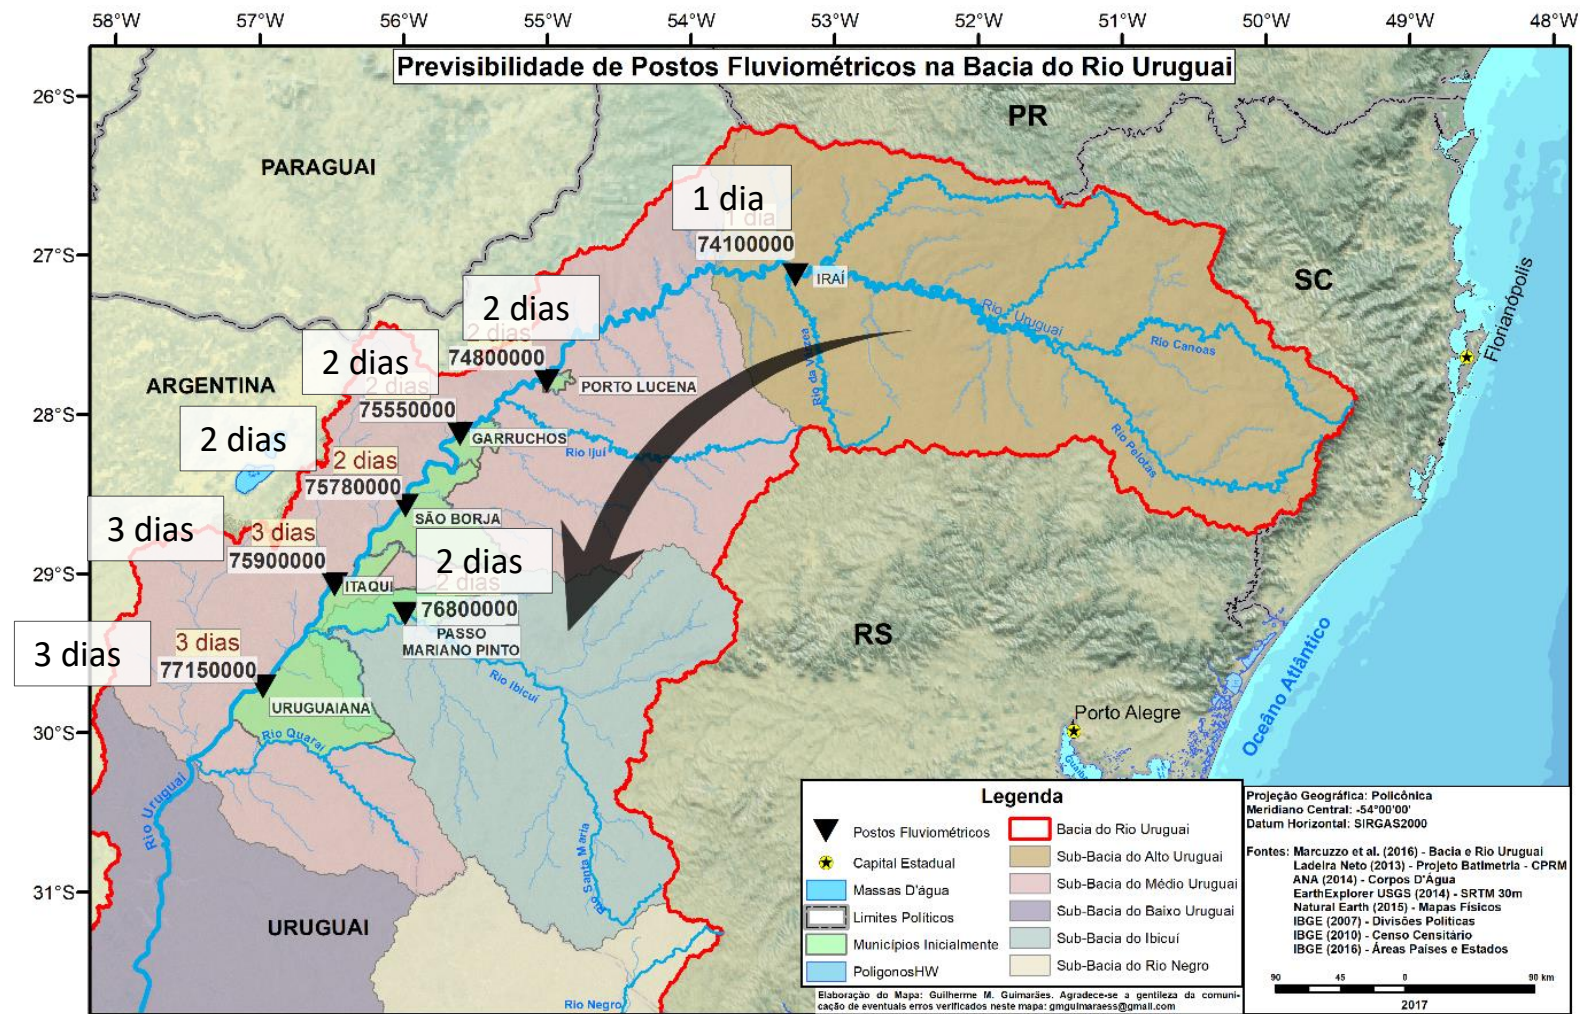 58°W 57°W 56°W 55°W 54°W 53°W 52°W 51°W 50°W 49°W 48°W
Previsibilidade de Postos Fluviométricos na Bacia do Rio Uruguai
26°S
27°S
28°S
29°S
30°S
31°S
PR
PARAGUAI
1 dia
1 dia
74100000
IRAÍ
SC
Florianópolis
2 dias
2 dias
74800000
PORTO LUCENA
Rio Uruguai
Rio Canoas
Rio da Várzea
2 dias
2 dias
75550000
GARRUCHOS
ARGENTINA
Rio Ijuí
Rio Pelotas
2 dias
2 dias
75780000
SÃO BORJA
3 dias
3 dias
75900000
ITAQUI
2 dias
2 dias
76800000
PASSO
MARIANO PINTO
RS
3 dias
3 dias
77150000
URUGUAIANA
Rio Ibicuí
Rio Quaraí
Porto Alegre
Guaíba
Oceâno Atlântico
Rio Uruguai
Rio Santa Maria
URUGUAI
Rio Negro
Legenda
Postos Fluviométricos
Capital Estadual
Massas D'água
Limites Políticos
Municípios Inicialmente
PoligonosHW
Bacia do Rio Uruguai
Sub-Bacia do Alto Uruguai
Sub-Bacia do Médio Uruguai
Sub-Bacia do Baixo Uruguai
Sub-Bacia do Ibicuí
Sub-Bacia do Rio Negro
Elaboração do Mapa: Guilherme M. Guimarães. Agradece-se a gentileza da comuni-
cação de eventuais erros verificados neste mapa: gmguimaraess@gmail.com
Projeção Geográfica: Policônica
Meridiano Central: -54°00'00'
Datum Horizontal: SIRGAS2000
Fontes: Marcuzzo et al. (2016) - Bacia e Rio Uruguai
Ladeira Neto (2013) - Projeto Batimetria - CPRM
ANA (2014) - Corpos D'Água
EarthExplorer USGS (2014) - SRTM 30m
Natural Earth (2015) - Mapas Físicos
IBGE (2007) - Divisões Políticas
IBGE (2010) - Censo Censitário
IBGE (2016) - Áreas Países e Estados
90 45 0 90 km
2017